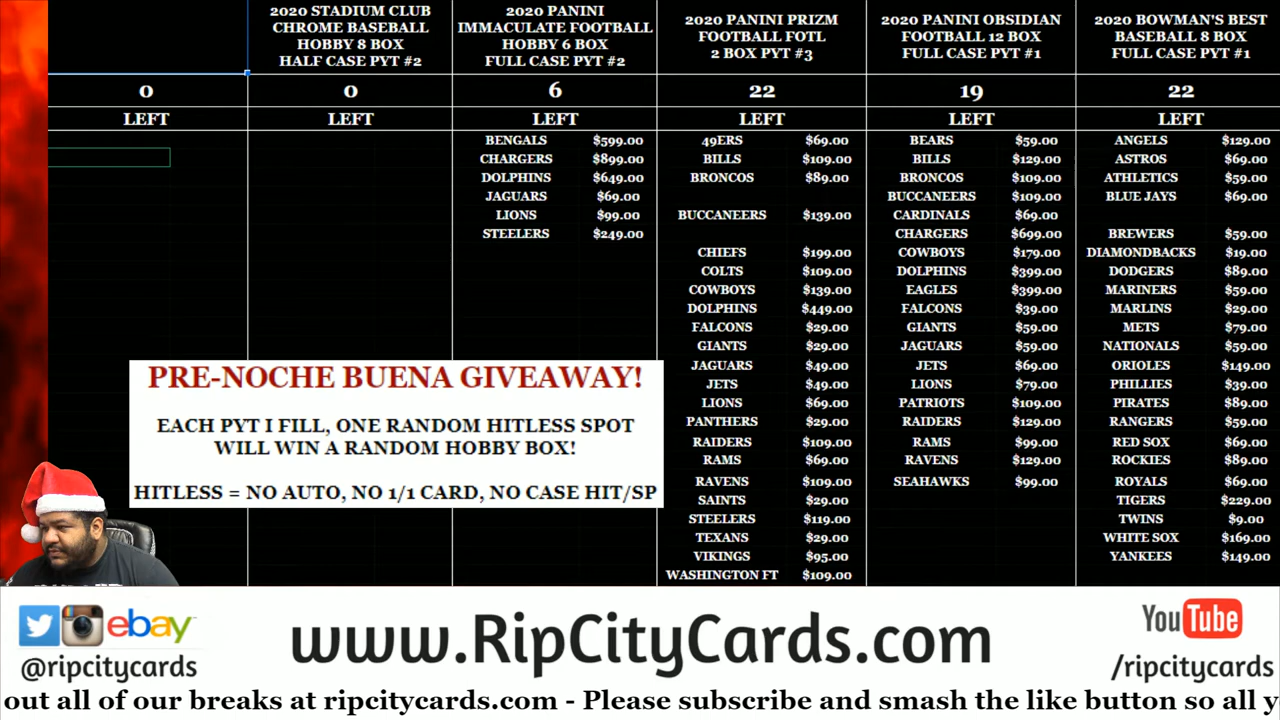 2020 STADIUM CLUB
CHROME BASEBALL
HOBBY 8 BOX
HALF CASE PYT #2
2020 PANINI
IMMACULATE FOOTBALL
HOBBY 6 BOX
FULL CASE PYT #2
2020 PANINI PRIZM
FOOTBALL FOTL
2 BOX PYT #3
2020 PANINI OBSIDIAN
FOOTBALL 12 BOX
FULL CASE PYT #1
2020 BOWMAN'S BEST
BASEBALL 8 BOX
FULL CASE PYT #1
0 0 6 22 19 22
LEFT LEFT LEFT LEFT LEFT LEFT
BENGALS $599.00
CHARGERS $899.00
DOLPHINS $649.00
JAGUARS $69.00
LIONS $99.00
STEELERS $249.00
49ERS $69.00
BILLS $109.00
BRONCOS $89.00
BUCCANEERS $139.00
CHIEFS $199.00
COLTS $109.00
COWBOYS $139.00
DOLPHINS $449.00
FALCONS $29.00
GIANTS $29.00
JAGUARS $49.00
JETS $49.00
LIONS $69.00
PANTHERS $29.00
RAIDERS $109.00
RAMS $69.00
RAVENS $109.00
SAINTS $29.00
STEELERS $119.00
TEXANS $29.00
VIKINGS $95.00
WASHINGTON FT $109.00
BEARS $59.00
BILLS $129.00
BRONCOS $109.00
BUCCANEERS $109.00
CARDINALS $69.00
CHARGERS $699.00
COWBOYS $179.00
DOLPHINS $399.00
EAGLES $399.00
FALCONS $39.00
GIANTS $59.00
JAGUARS $59.00
JETS $69.00
LIONS $79.00
PATRIOTS $109.00
RAIDERS $129.00
RAMS $99.00
RAVENS $129.00
SEAHAWKS $99.00
ANGELS $129.00
ASTROS $69.00
ATHLETICS $59.00
BLUE JAYS $69.00
BREWERS $59.00
DIAMONDBACKS $19.00
DODGERS $89.00
MARINERS $59.00
MARLINS $29.00
METS $79.00
NATIONALS $59.00
ORIOLES $149.00
PHILLIES $39.00
PIRATES $89.00
RANGERS $59.00
RED SOX $69.00
ROCKIES $89.00
ROYALS $69.00
TIGERS $229.00
TWINS $9.00
WHITE SOX $169.00
YANKEES $149.00
PRE-NOCHE BUENA GIVEAWAY!
EACH PYT I FILL, ONE RANDOM HITLESS SPOT
WILL WIN A RANDOM HOBBY BOX!
HITLESS = NO AUTO, NO 1/1 CARD, NO CASE HIT/SP
ebay
@ripcitycards
www.RipCityCards.com
YouTube
/ripcitycards
out all of our breaks at ripcitycards.com - Please subscribe and smash the like button so all y